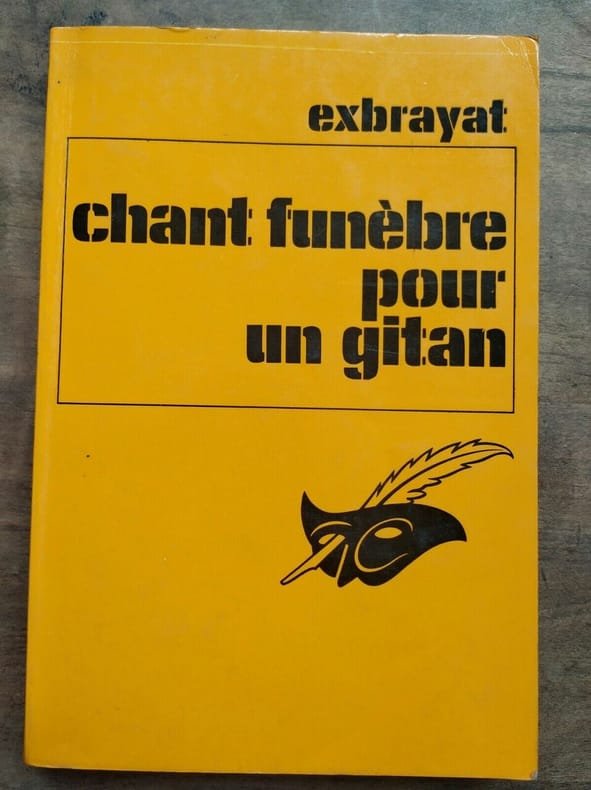 exbrayat
chant funèbre
pour
un gitan